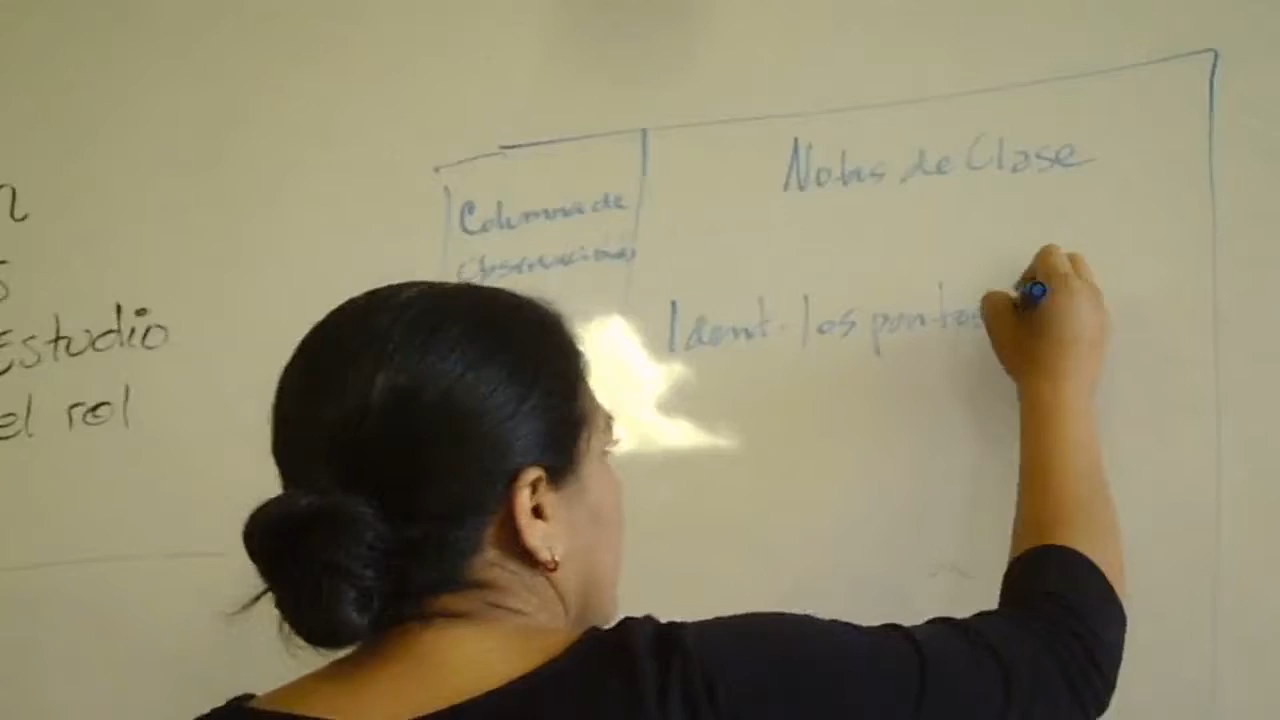 Estudio
el rol
Columna de
observaciones
Notas de Clase
Ident. los puntos